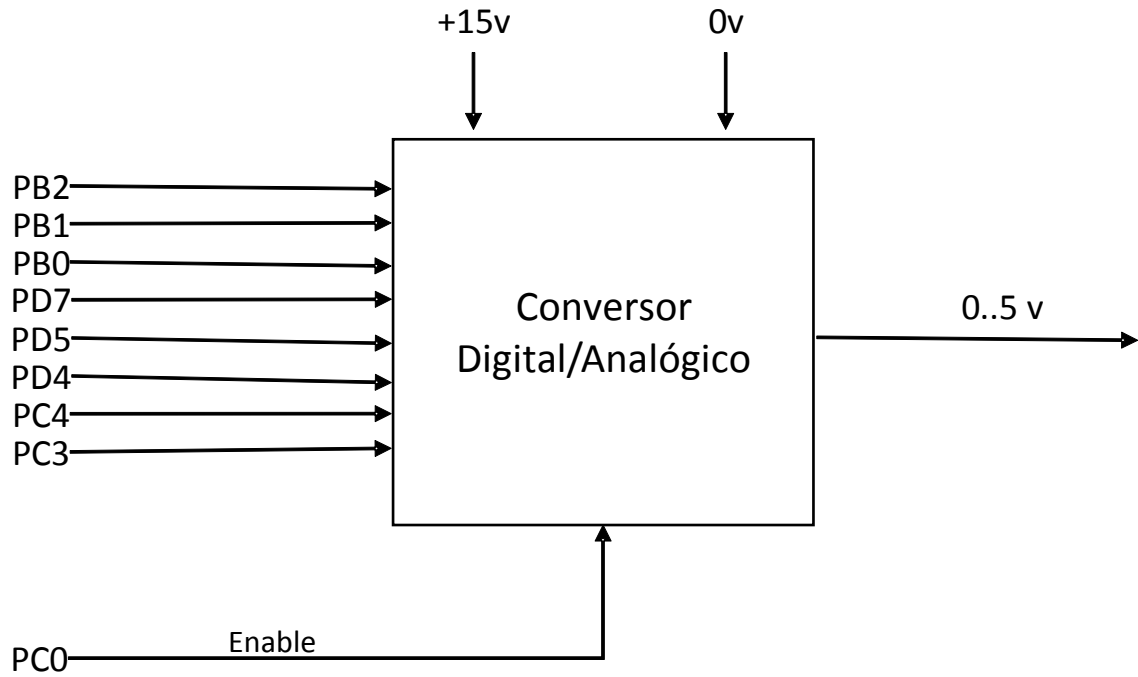 +15v
0v
PB2
PB1
PB0
PD7
PD5
PD4
PC4
PC3
Conversor
Digital/Analógico
0..5 v
Enable
PC0